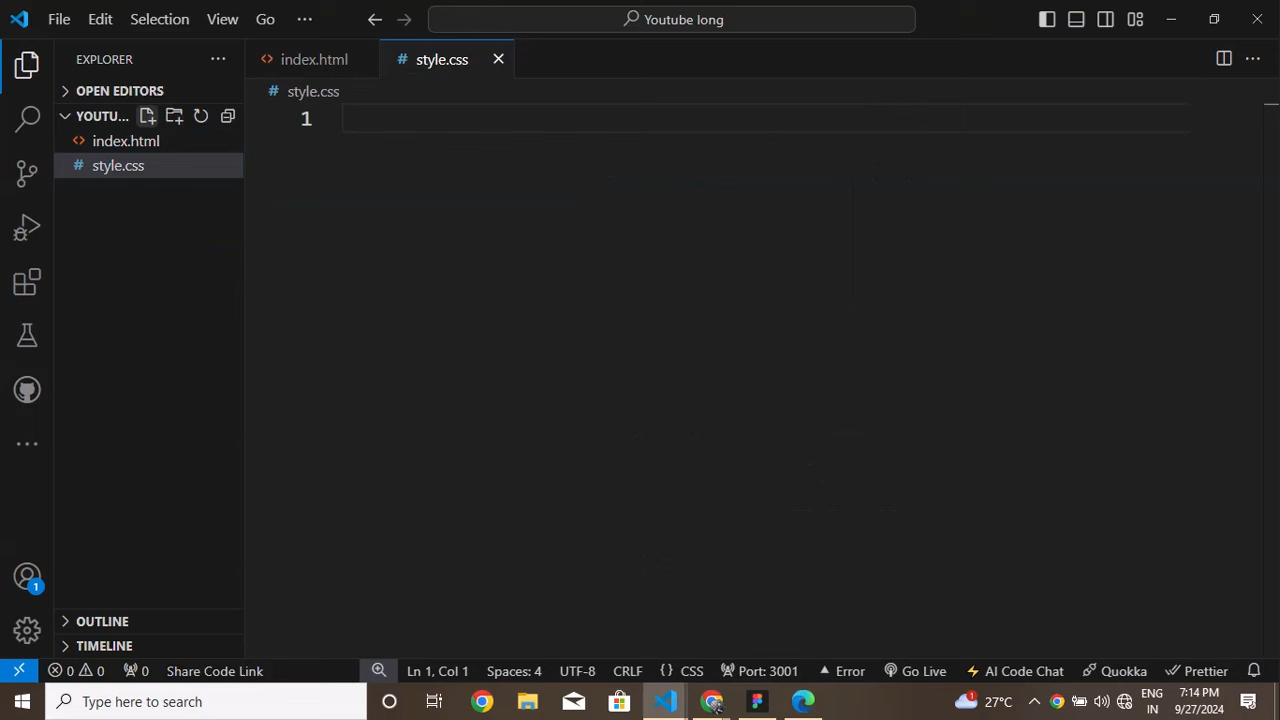 File Edit Selection View Go ··· Youtube long
EXPLORER ···
OPEN EDITORS
YOUTU...
index.html
style.css
OUTLINE
TIMELINE
index.html style.css
style.css
1
1
0 0 0 Share Code Link Ln 1, Col 1 Spaces: 4 UTF-8 CRLF { } CSS Port: 3001 Error Go Live AI Code Chat Quokka Prettier
Type here to search
1
27°C
ENG
IN
7:14 PM
9/27/2024